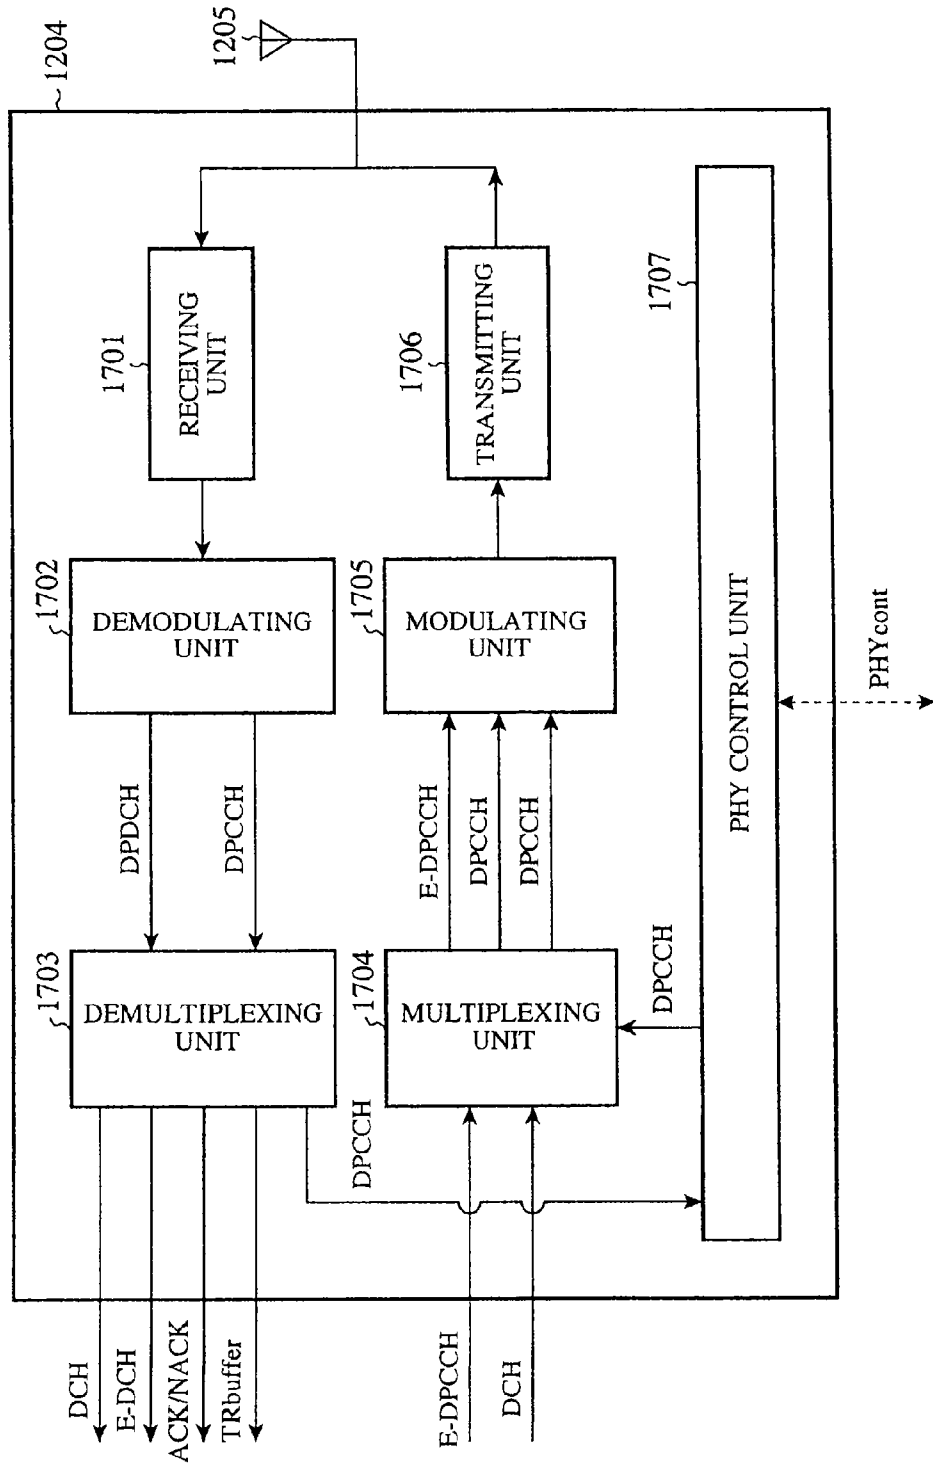 1204
1205
1701
RECEIVING
UNIT
1706
TRANSMITTING
UNIT
1707
1702
DEMODULATING
UNIT
1705
MODULATING
UNIT
PHY CONTROL UNIT
PHYcont
DPDCH
DPCCH
E-DPCCH
DPCCH
DPCCH
1703
DEMULTIPLEXING
UNIT
1704
MULTIPLEXING
UNIT
DPCCH
DPCCH
DCH
E-DCH
ACK/NACK
TRbuffer
E-DPCCH
DCH